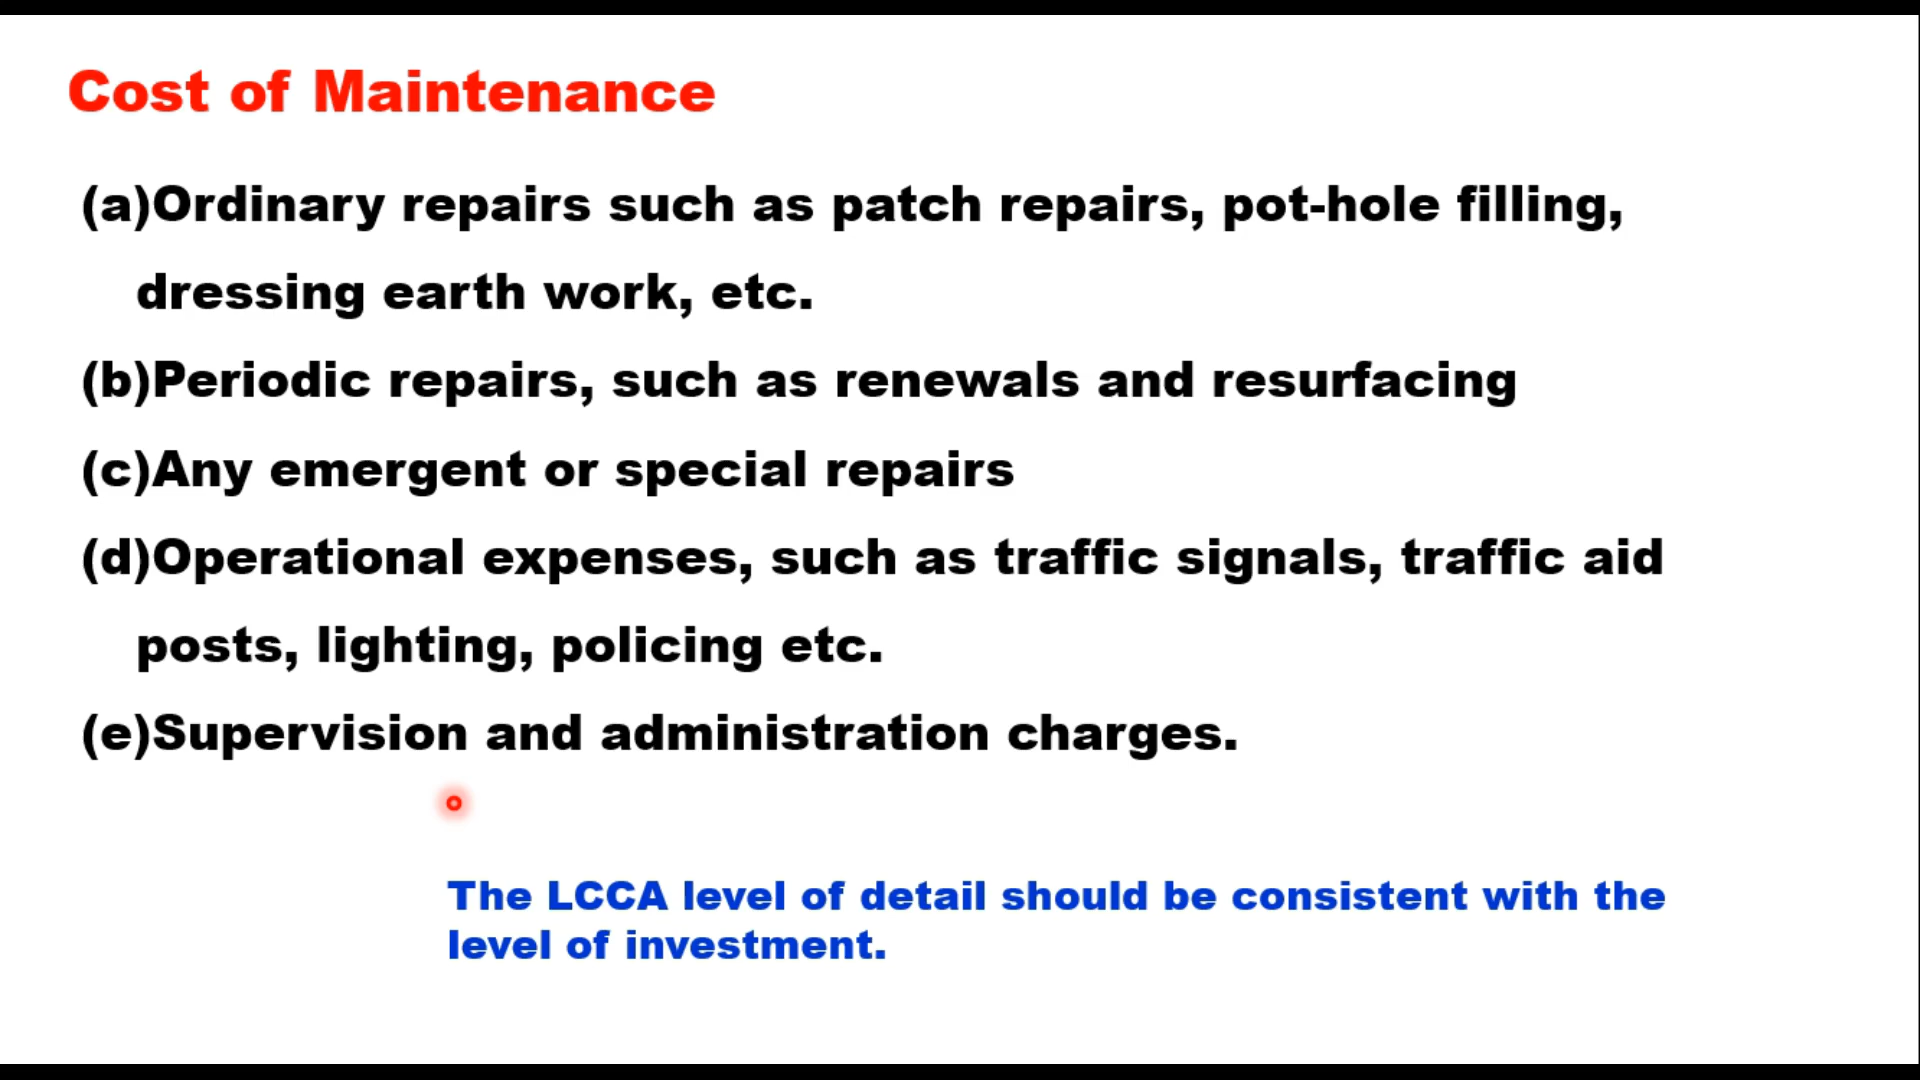 Cost of Maintenance
(a)Ordinary repairs such as patch repairs, pot-hole filling,
dressing earth work, etc.
(b)Periodic repairs, such as renewals and resurfacing
(c)Any emergent or special repairs
(d)Operational expenses, such as traffic signals, traffic aid
posts, lighting, policing etc.
(e)Supervision and administration charges.
The LCCA level of detail should be consistent with the
level of investment.